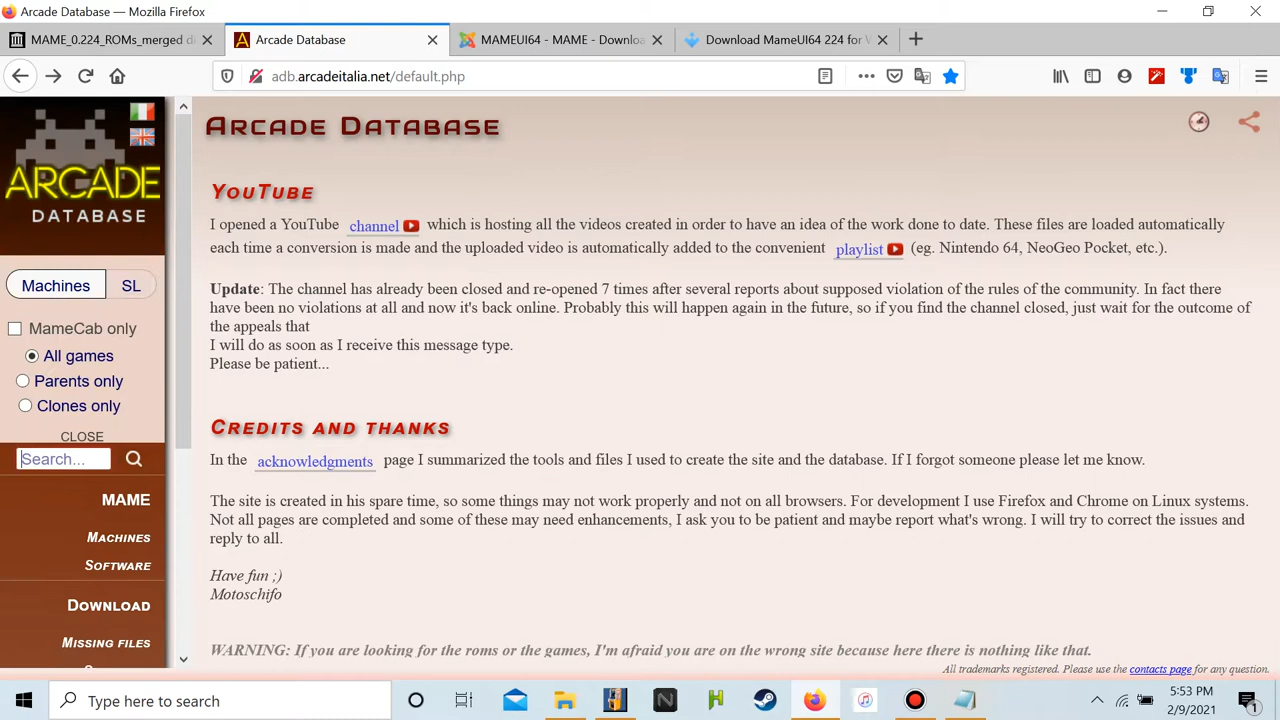 Arcade Database — Mozilla Firefox
MAME_0.224_ROMs_merged di
Arcade Database
MAMEUI64 - MAME - Downloa
Download MameUI64 224 for W
adb.arcadeitalia.net/default.php
ARCADE
DATABASE
Machines SL
MameCab only
All games
Parents only
Clones only
CLOSE
Search...
MAME
Machines
Software
Download
Missing files
Arcade Database
YouTube
I opened a YouTube channel which is hosting all the videos created in order to have an idea of the work done to date. These files are loaded automatically
each time a conversion is made and the uploaded video is automatically added to the convenient playlist (eg. Nintendo 64, NeoGeo Pocket, etc.).
Update: The channel has already been closed and re-opened 7 times after several reports about supposed violation of the rules of the community. In fact there
have been no violations at all and now it's back online. Probably this will happen again in the future, so if you find the channel closed, just wait for the outcome of
the appeals that
I will do as soon as I receive this message type.
Please be patient...
Credits and thanks
In the acknowledgments page I summarized the tools and files I used to create the site and the database. If I forgot someone please let me know.
The site is created in his spare time, so some things may not work properly and not on all browsers. For development I use Firefox and Chrome on Linux systems.
Not all pages are completed and some of these may need enhancements, I ask you to be patient and maybe report what's wrong. I will try to correct the issues and
reply to all.
Have fun ;)
Motoschifo
WARNING: If you are looking for the roms or the games, I'm afraid you are on the wrong site because here there is nothing like that.
All trademarks registered. Please use the contacts page for any question.
Type here to search
5:53 PM
2/9/2021
1